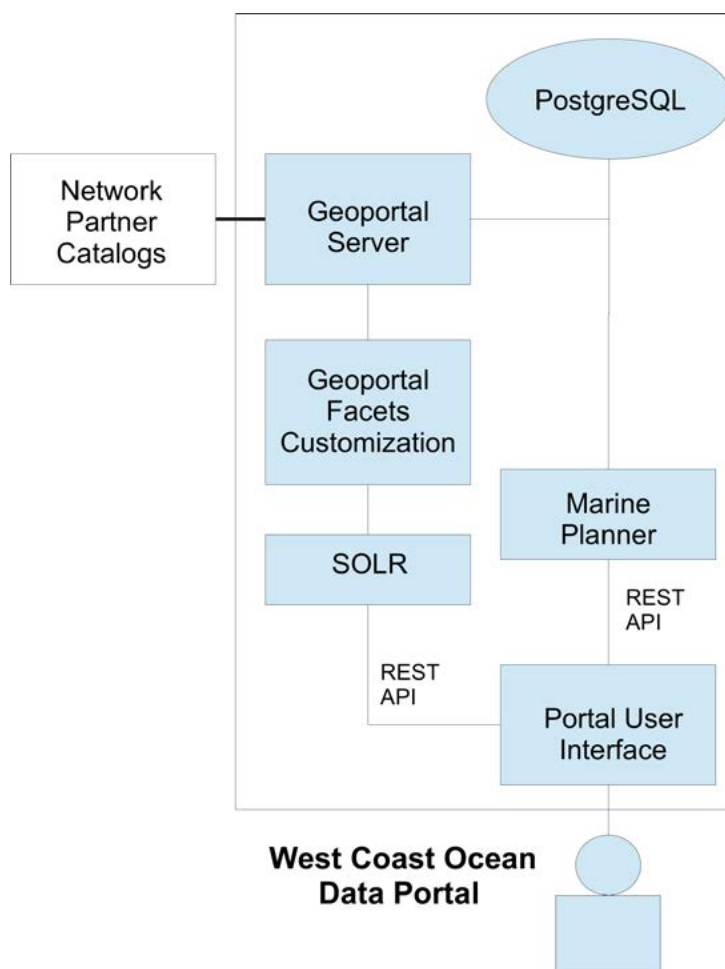 PostgreSQL
Network
Partner
Catalogs
Geoportal
Server
Geoportal
Facets
Customization
Marine
Planner
SOLR
REST
API
REST
API
Portal User
Interface
West Coast Ocean
Data Portal